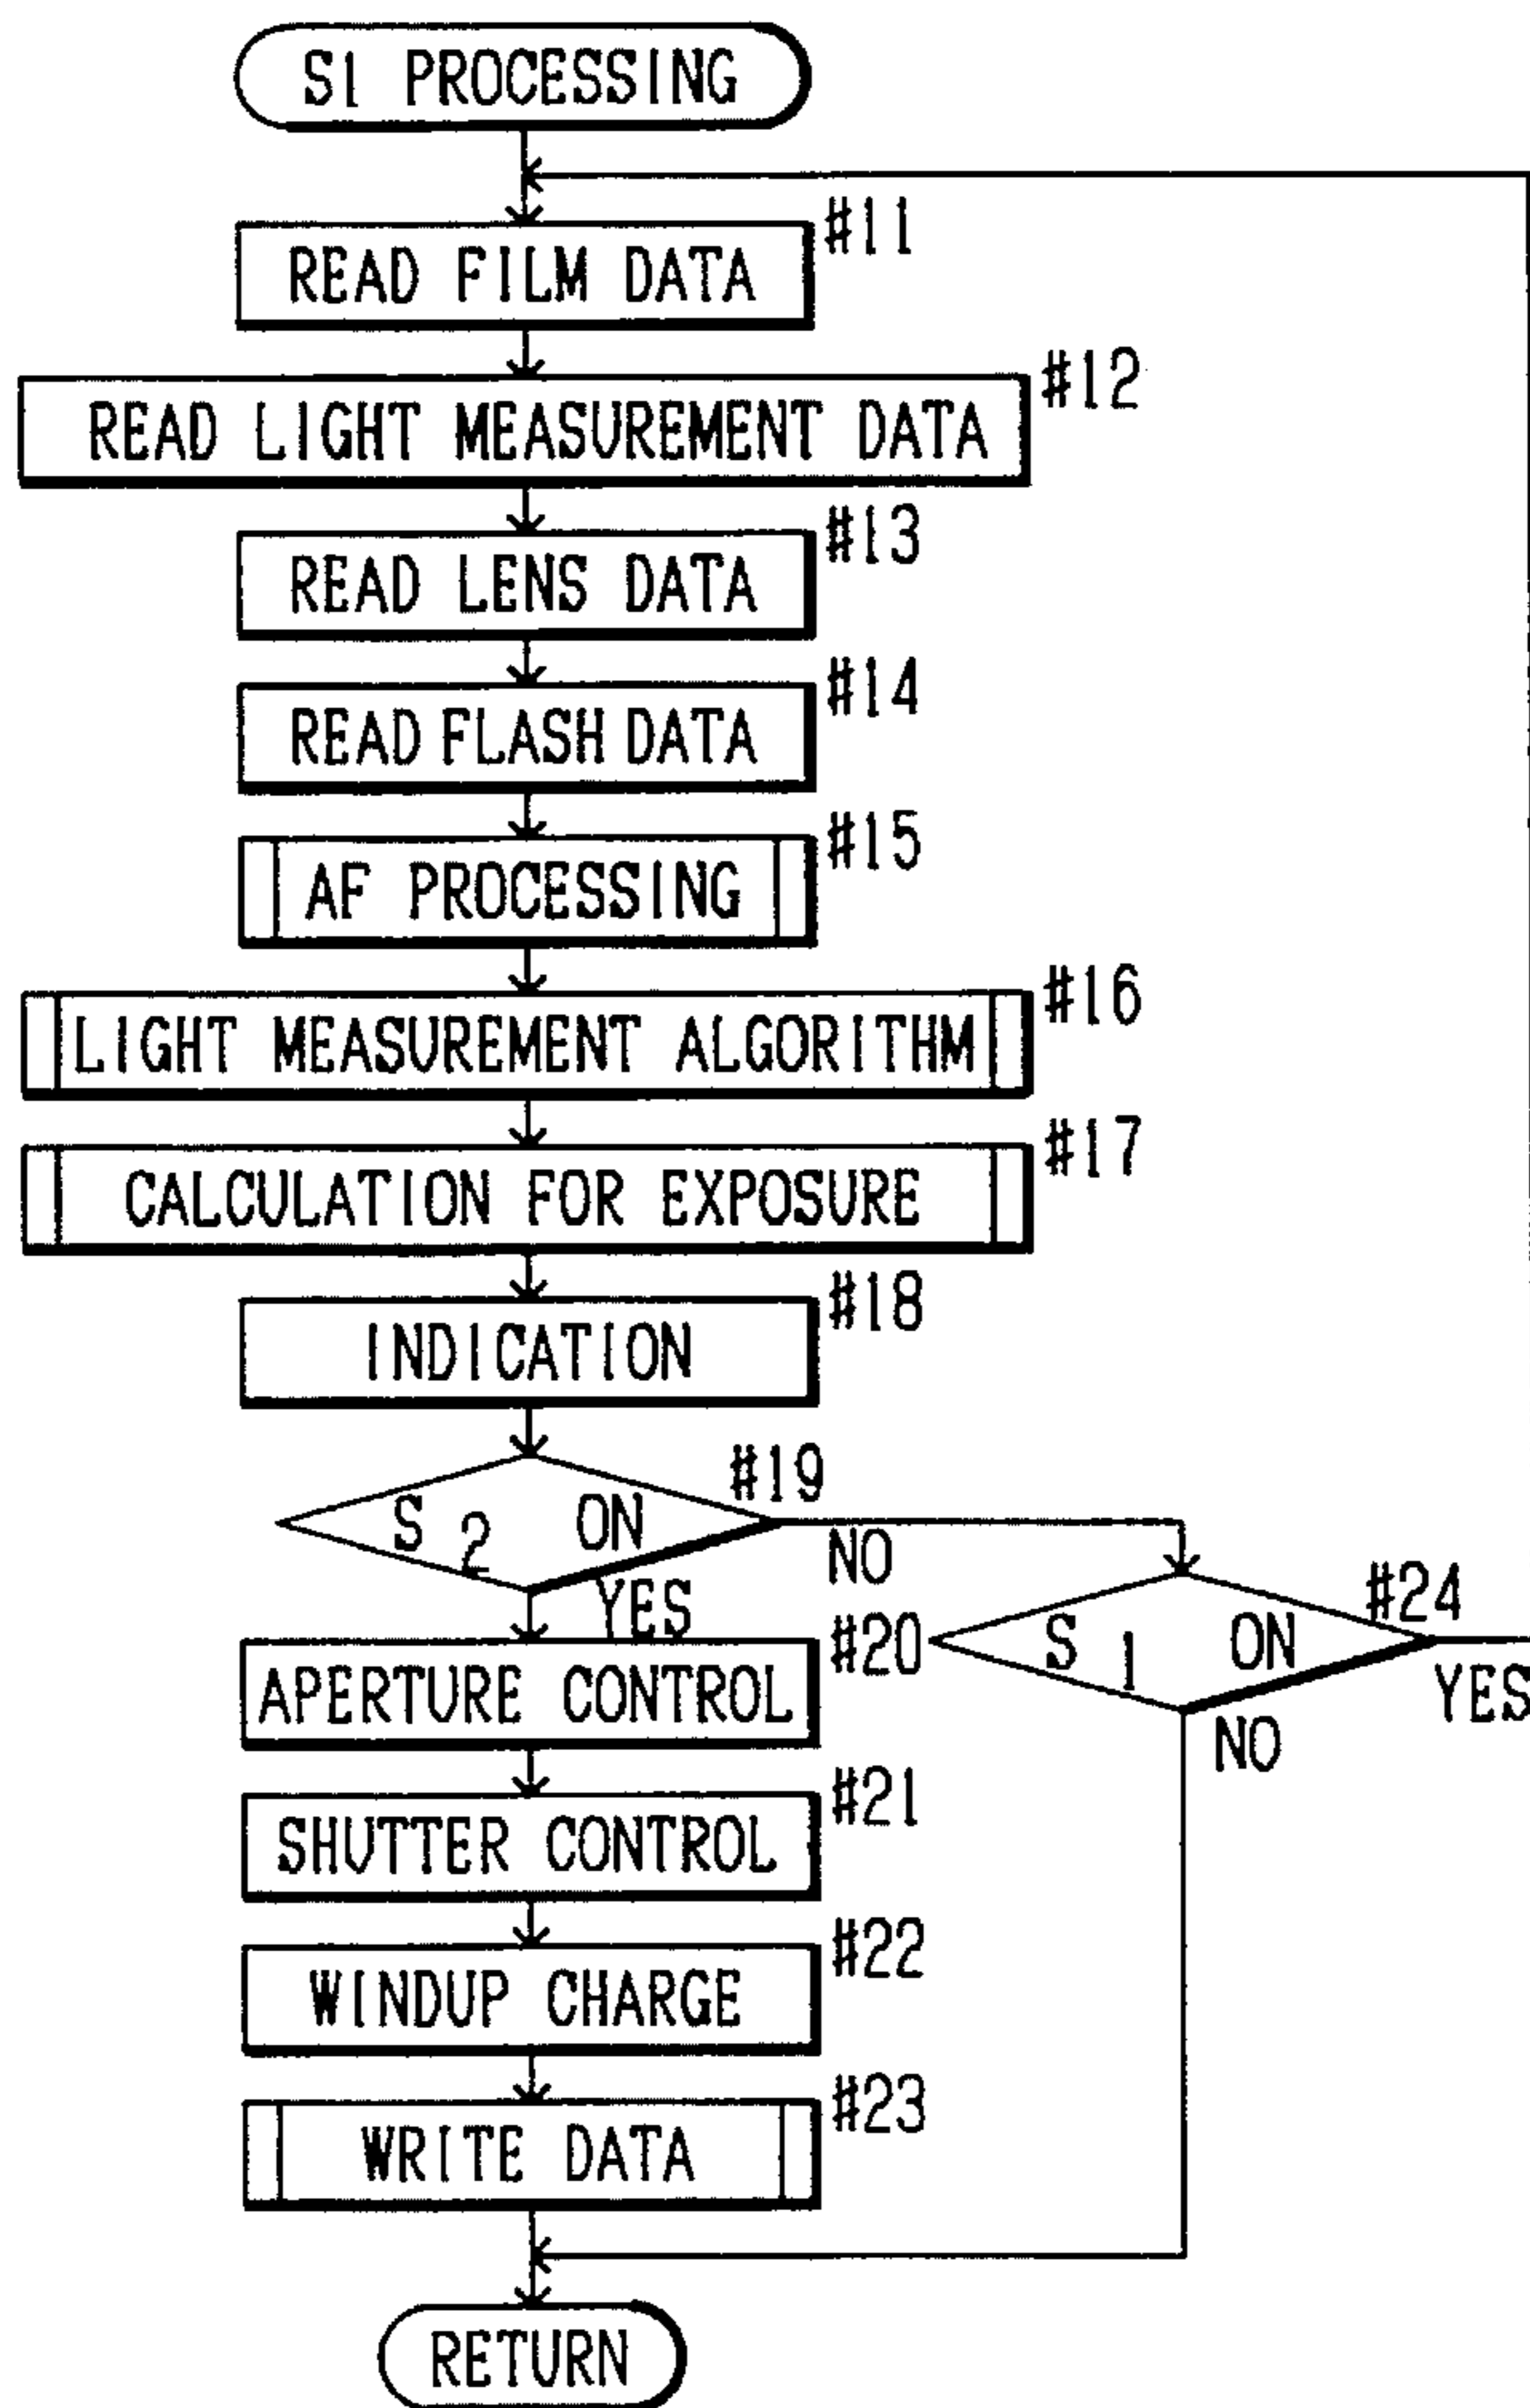 S1 PROCESSING
#11
READ FILM DATA
#12
READ LIGHT MEASUREMENT DATA
#13
READ LENS DATA
#14
READ FLASH DATA
#15
AF PROCESSING
#16
LIGHT MEASUREMENT ALGORITHM
#17
CALCULATION FOR EXPOSURE
#18
INDICATION
#19
S2 ON
NO
YES
#24
S1 ON
YES
NO
#20
APERTURE CONTROL
#21
SHUTTER CONTROL
#22
WINDUP CHARGE
#23
WRITE DATA
RETURN